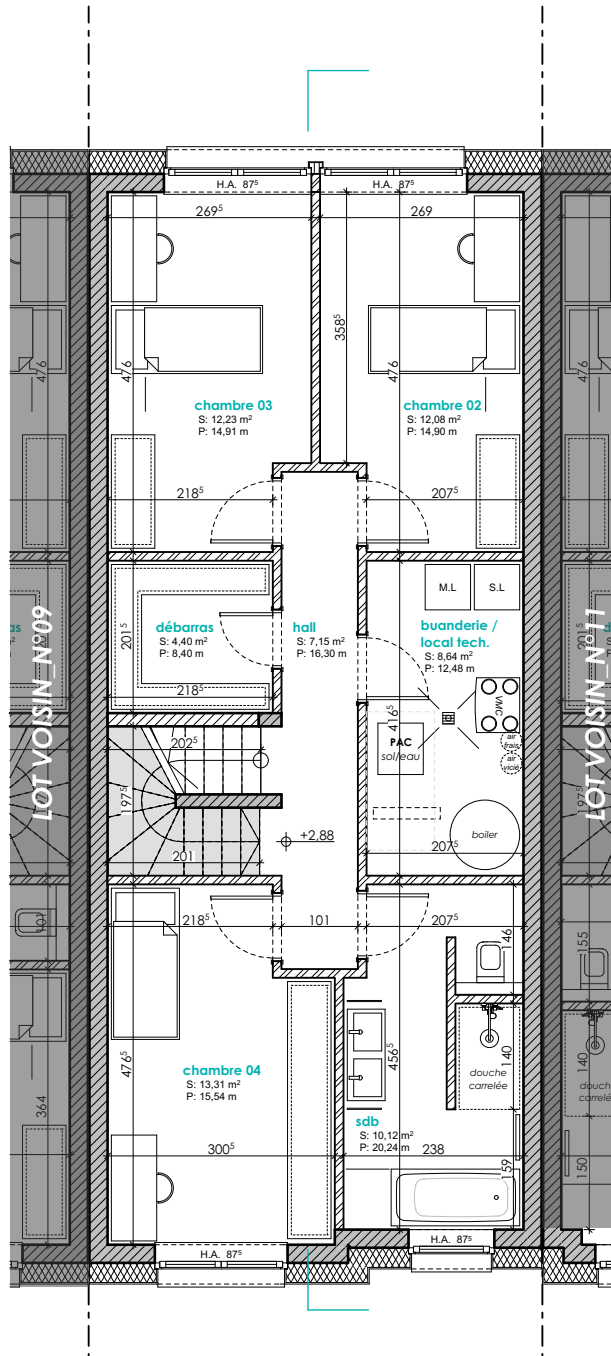 H.A. 87⁵
H.A. 87⁵
269⁵
269
358⁵
476
476
476
476
chambre 03
S: 12,23 m²
P: 14,91 m
chambre 02
S: 12,08 m²
P: 14,90 m
218⁵
207⁵
M.L
S.L
débarras
S: 4,40 m²
P: 8,40 m
hall
S: 7,15 m²
P: 16,30 m
buanderie /
local tech.
S: 8,64 m²
P: 12,48 m
201⁵
218⁵
LOT VOISIN_N°09
LOT VOISIN_N°11
VMC
416⁵
PAC
sol/eau
air
frais
air
vicié
202⁵
197⁵
201
+2,88
boiler
207⁵
218⁵
101
207⁵
101
146
155
476⁵
456⁵
140
140
douche
carrelée
douche
carrelé
chambre 04
S: 13,31 m²
P: 15,54 m
364
sdb
S: 10,12 m²
P: 20,24 m
300⁵
238
159
150
H.A. 87⁵
H.A. 87⁵